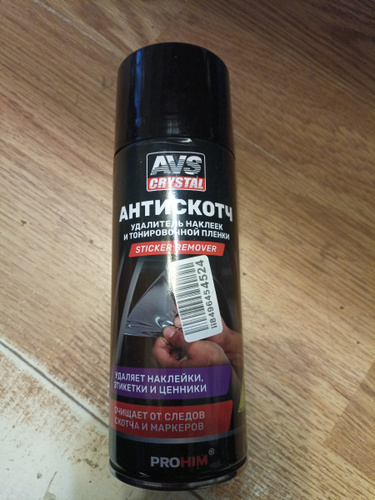 AVS
CRYSTAL
АНТИСКОТЧ
УДАЛИТЕЛЬ НАКЛЕЕК
И ТОНИРОВОЧНОЙ ПЛЕНКИ
STICKER REMOVER
iiB496454524
УДАЛЯЕТ НАКЛЕЙКИ,
ЭТИКЕТКИ И ЦЕННИКИ
ОЧИЩАЕТ ОТ СЛЕДОВ
СКОТЧА И МАРКЕРОВ
PROHIM®